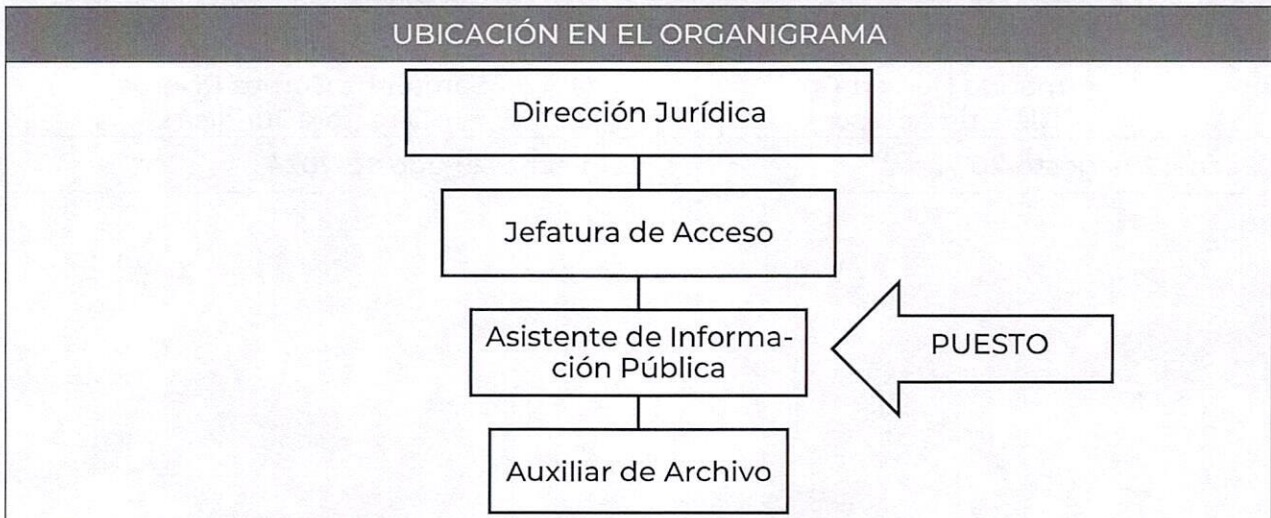 UBICACIÓN EN EL ORGANIGRAMA
Dirección Jurídica
Jefatura de Acceso
Asistente de Informa-
ción Pública
PUESTO
Auxiliar de Archivo